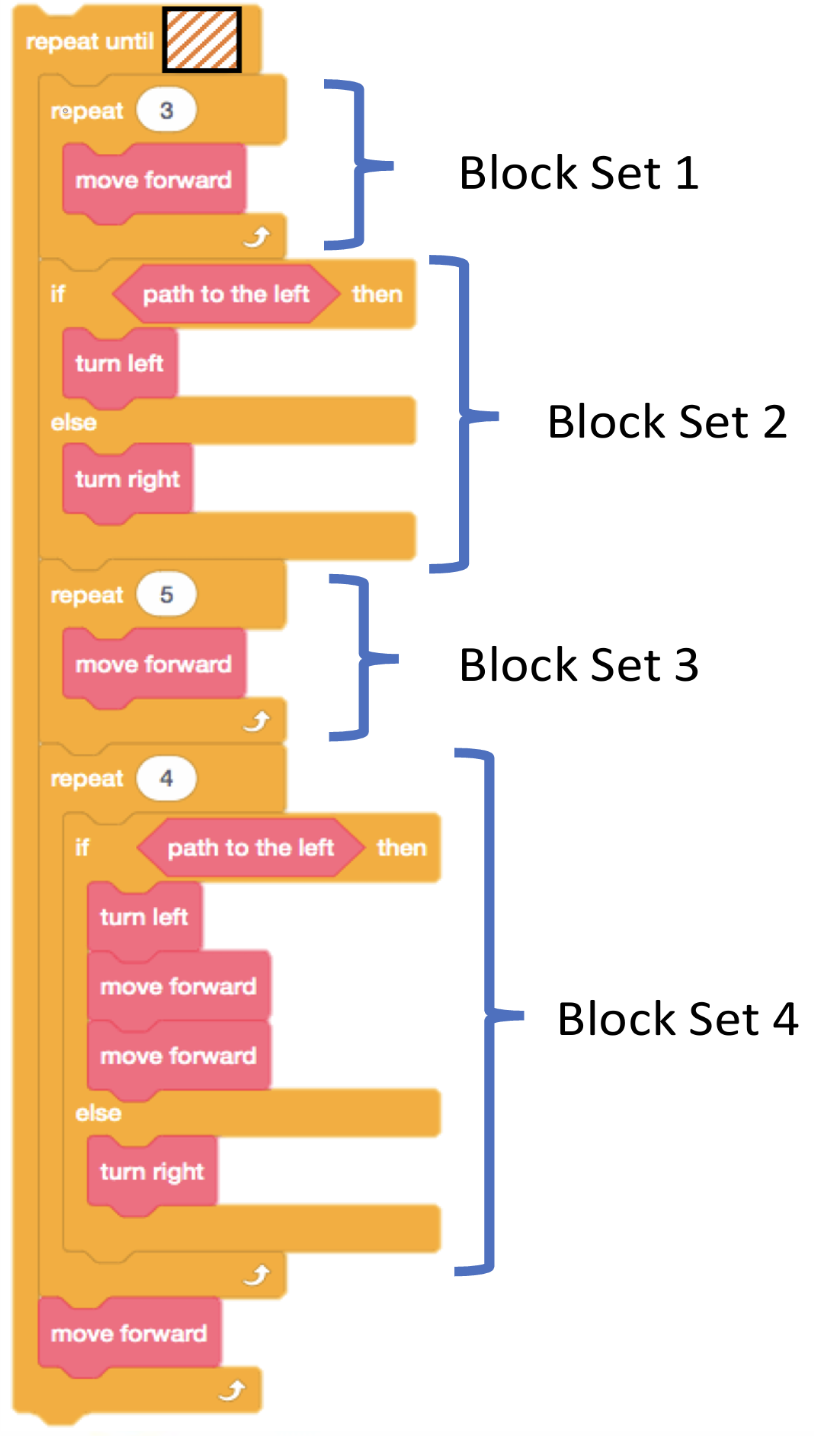 repeat until
repeat 3
move forward
Block Set 1
if path to the left then
turn left
else
turn right
Block Set 2
repeat 5
move forward
Block Set 3
repeat 4
if path to the left then
turn left
move forward
move forward
else
turn right
Block Set 4
move forward